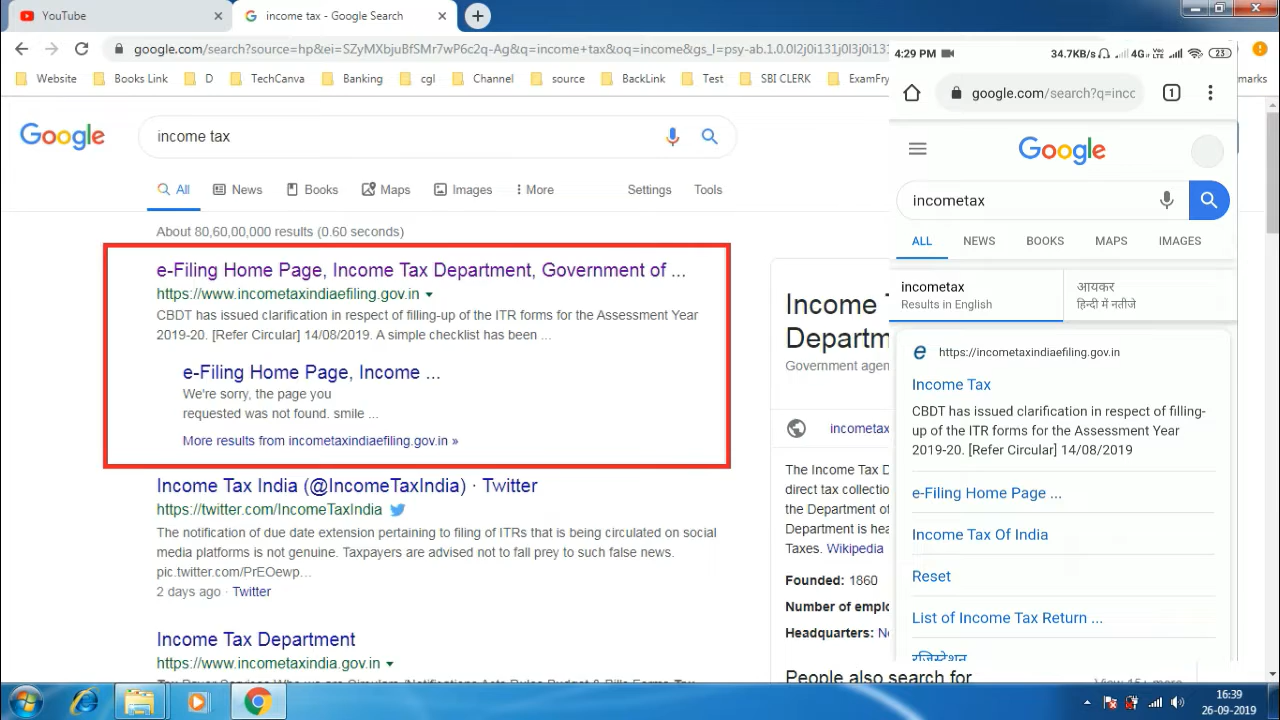 YouTube
income tax - Google Search
google.com/search?source=hp&ei=SZyMXbjuBfSMr7wP6c2q-Ag&q=income+tax&oq=income&gs_l=psy-ab.1.0.0l2j0i131j0l3j0i131
Website
Books Link
D
TechCanva
Banking
cgl
Channel
source
BackLink
Test
SBI CLERK
ExamFry
marks
Google
income tax
All
News
Books
Maps
Images
More
Settings
Tools
About 80,60,00,000 results (0.60 seconds)
e-Filing Home Page, Income Tax Department, Government of ...
https://www.incometaxindiaefiling.gov.in
CBDT has issued clarification in respect of filling-up of the ITR forms for the Assessment Year
2019-20. [Refer Circular] 14/08/2019. A simple checklist has been ...
e-Filing Home Page, Income ...
We're sorry, the page you
requested was not found. smile ...
More results from incometaxindiaefiling.gov.in »
Income Tax India (@IncomeTaxIndia) · Twitter
https://twitter.com/IncomeTaxIndia
The notification of due date extension pertaining to filing of ITRs that is being circulated on social
media platforms is not genuine. Taxpayers are advised not to fall prey to such false news.
pic.twitter.com/PrEOewp...
2 days ago · Twitter
Income Tax Department
https://www.incometaxindia.gov.in
Income
Departm
Government agen
incometax
The Income Tax D
direct tax collectio
the Department of
Department is hea
Taxes. Wikipedia
Founded: 1860
Number of emplo
Headquarters: Ne
People also search for
4:29 PM
34.7KB/s
4G
23
google.com/search?q=inco
1
Google
incometax
ALL
NEWS
BOOKS
MAPS
IMAGES
incometax
Results in English
आयकर
हिन्दी में नतीजे
https://incometaxindiaefiling.gov.in
Income Tax
CBDT has issued clarification in respect of filling-
up of the ITR forms for the Assessment Year
2019-20. [Refer Circular] 14/08/2019
e-Filing Home Page ...
Income Tax Of India
Reset
List of Income Tax Return ...
रजिस्ट्रेशन
16:39
26-09-2019